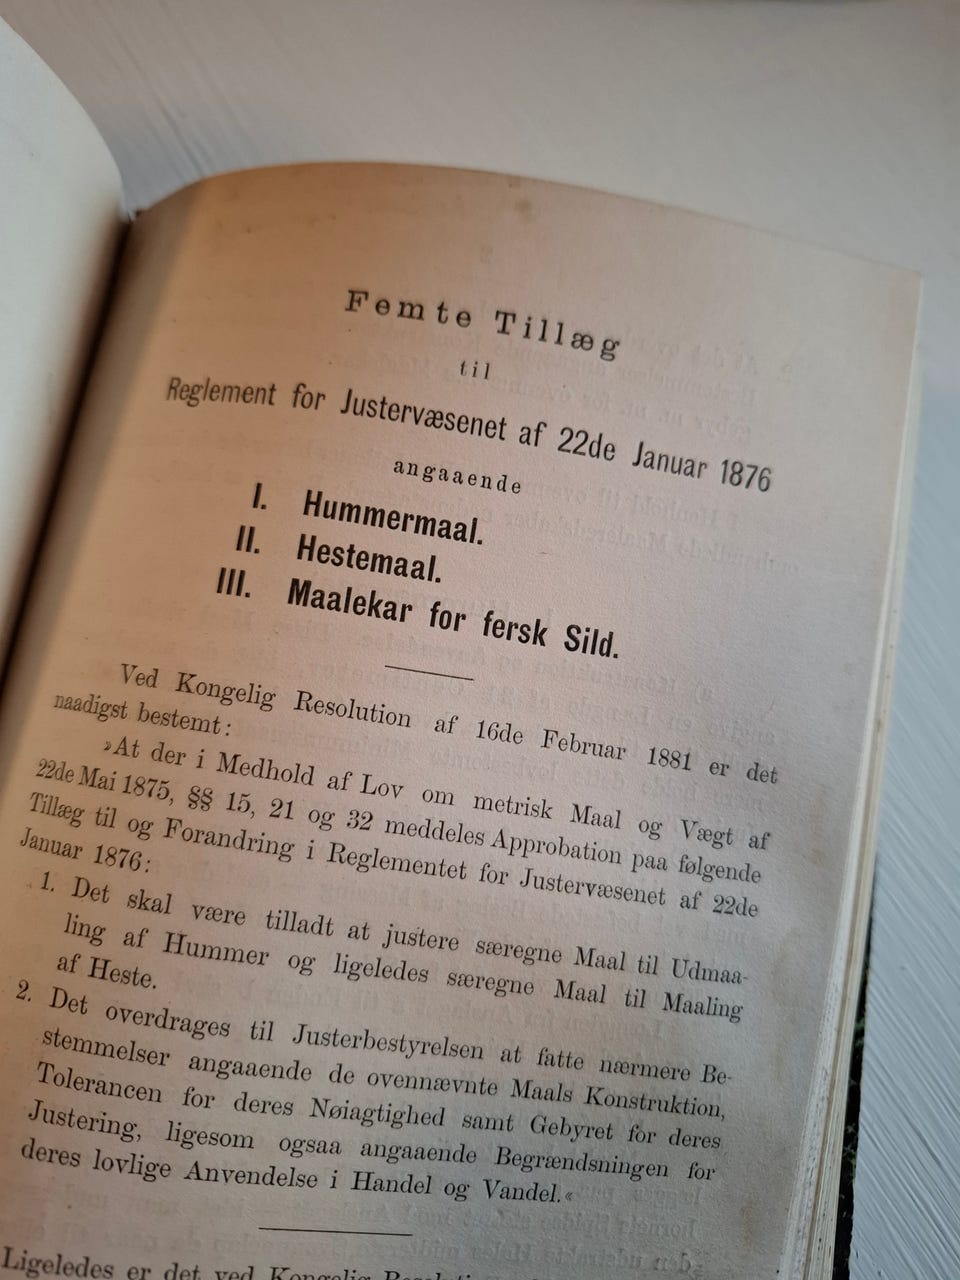 Femte Tillæg
til
Reglement for Justervæsenet af 22de Januar 1876
angaaende
I. Hummermaal.
II. Hestemaal.
III. Maalekar for fersk Sild.
Ved Kongelig Resolution af 16de Februar 1881 er det
naadigst bestemt:
»At der i Medhold af Lov om metrisk Maal og Vægt af
22de Mai 1875, §§ 15, 21 og 32 meddeles Approbation paa følgende
Tillæg til og Forandring i Reglementet for Justervæsenet af 22de
Januar 1876:
1. Det skal være tilladt at justere særegne Maal til Udmaa-
ling af Hummer og ligeledes særegne Maal til Maaling
af Heste.
2. Det overdrages til Justerbestyrelsen at fatte nærmere Be-
stemmelser angaaende de ovennævnte Maals Konstruktion,
Tolerancen for deres Nøiagtighed samt Gebyret for deres
Justering, ligesom ogsaa angaaende Begrændsningen for
deres lovlige Anvendelse i Handel og Vandel.«
Ligeledes er det ved Kongelig